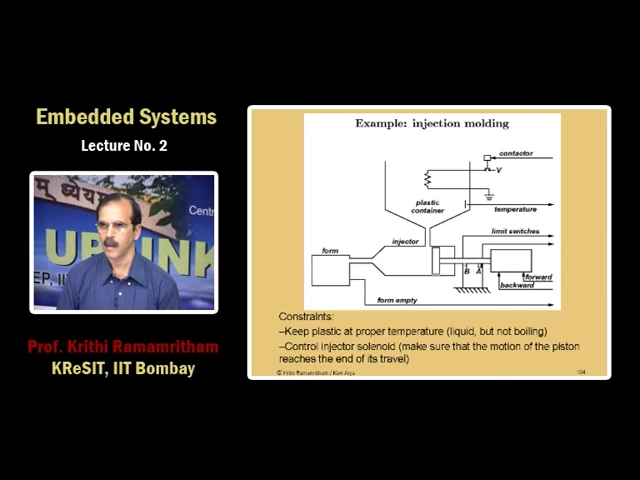 Embedded Systems
Lecture No. 2
UPLINK
Prof. Krithi Ramamritham
KReSIT, IIT Bombay
Example: injection molding
contactor
V
plastic
container
temperature
limit switches
injector
form
B A
forward
backward
form empty
Constraints:
–Keep plastic at proper temperature (liquid, but not boiling)
–Control injector solenoid (make sure that the motion of the piston
reaches the end of its travel)
© Krithi Ramamritham / Kavi Arya